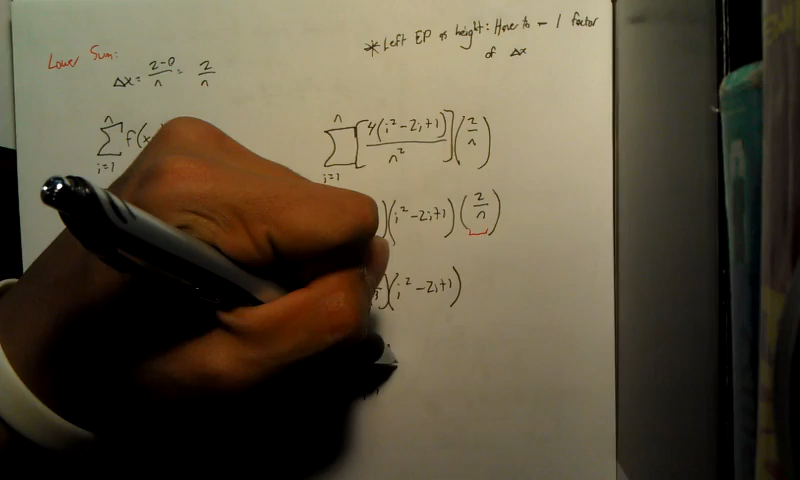 Lower Sum:
Δx = 2-0/n = 2/n
* Left EP as height: Have to - 1 factor
of Δx
n Σ i=1 f(x
n Σ i=1 [4(i² - 2i + 1)/n²](2/n)
)(i² - 2i + 1)(2/n)
)(i² - 2i + 1)